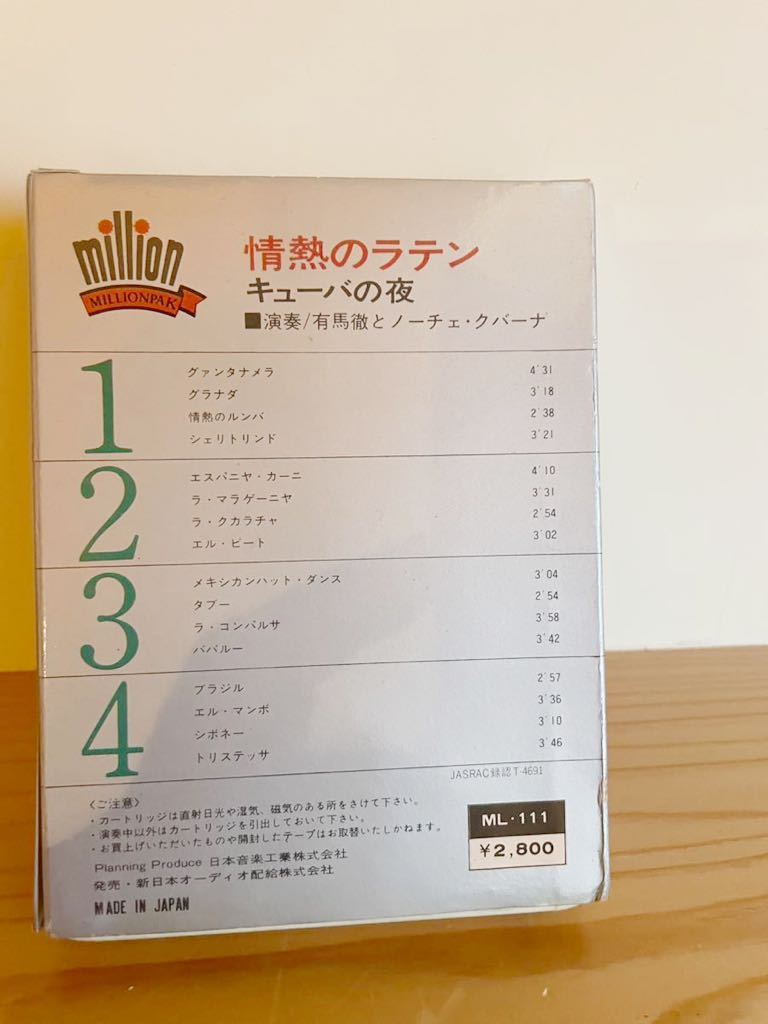 million
MILLIONPAK
情熱のラテン
キューバの夜
■演奏/有馬徹とノーチェ・クバーナ
1
グァンタナメラ 4'31
グラナダ 3'18
情熱のルンバ 2'38
シェリトリンド 3'21
2
エスパニヤ・カーニ 4'10
ラ・マラゲーニヤ 3'31
ラ・クカラチャ 2'54
エル・ビート 3'02
3
メキシカンハット・ダンス 3'04
タブー 2'54
ラ・コンパルサ 3'58
ババルー 3'42
4
ブラジル 2'57
エル・マンボ 3'36
シボネー 3'10
トリステッサ 3'46
JASRAC録認T-4691
〈ご注意〉
・カートリッジは直射日光や湿気、磁気のある所をさけて下さい。
・演奏中以外はカートリッジを引出しておいて下さい。
・お買上げいただいたものや開封したテープはお取替いたしかねます。
Planning Produce 日本音楽工業株式会社
発売・新日本オーディオ配給株式会社
MADE IN JAPAN
ML・111
¥2,800